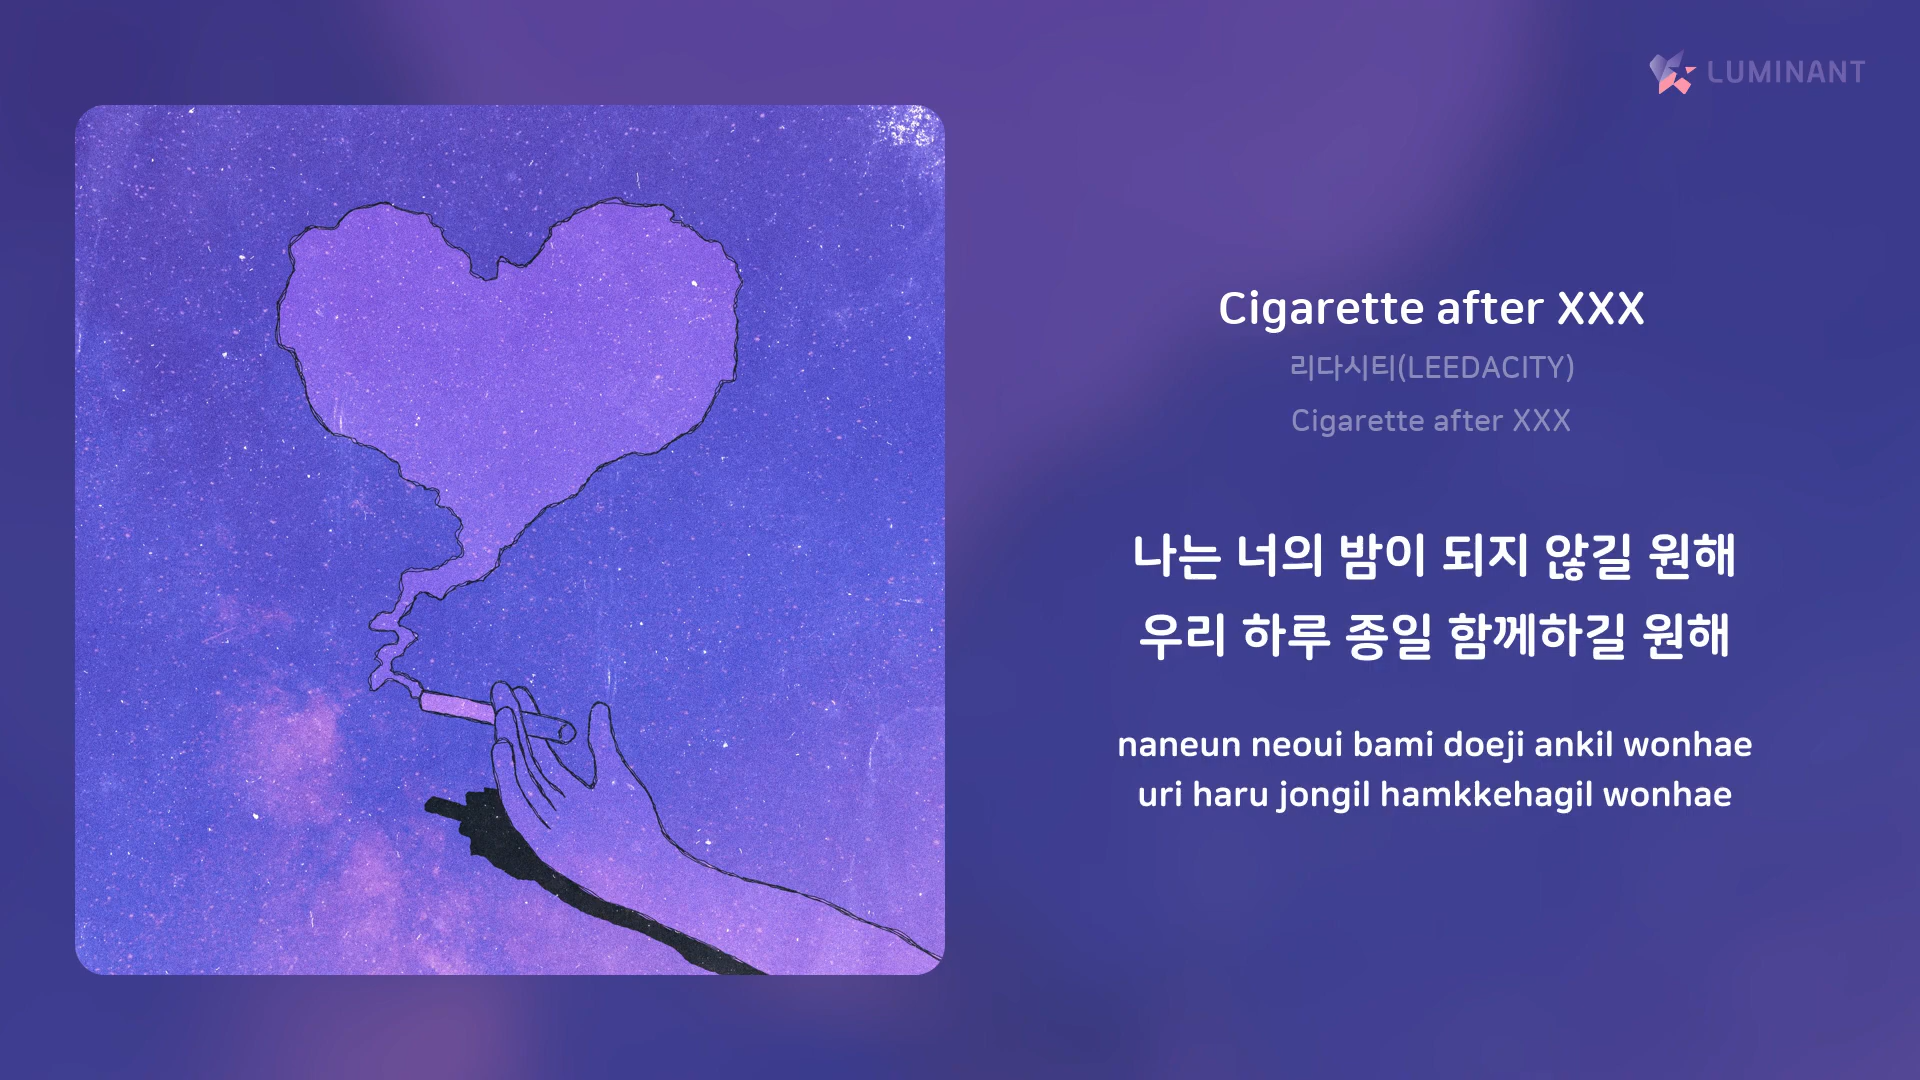 LUMINANT
Cigarette after XXX
리다시티(LEEDACITY)
Cigarette after XXX
나는 너의 밤이 되지 않길 원해
우리 하루 종일 함께하길 원해
naneun neoui bami doeji ankil wonhae
uri haru jongil hamkkehagil wonhae